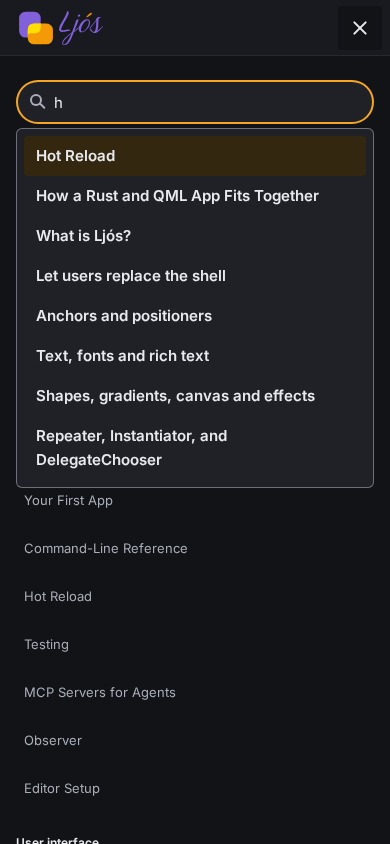 Ljós
h
Hot Reload
How a Rust and QML App Fits Together
What is Ljós?
Let users replace the shell
Anchors and positioners
Text, fonts and rich text
Shapes, gradients, canvas and effects
Repeater, Instantiator, and
DelegateChooser
Your First App
Command-Line Reference
Hot Reload
Testing
MCP Servers for Agents
Observer
Editor Setup
User interface